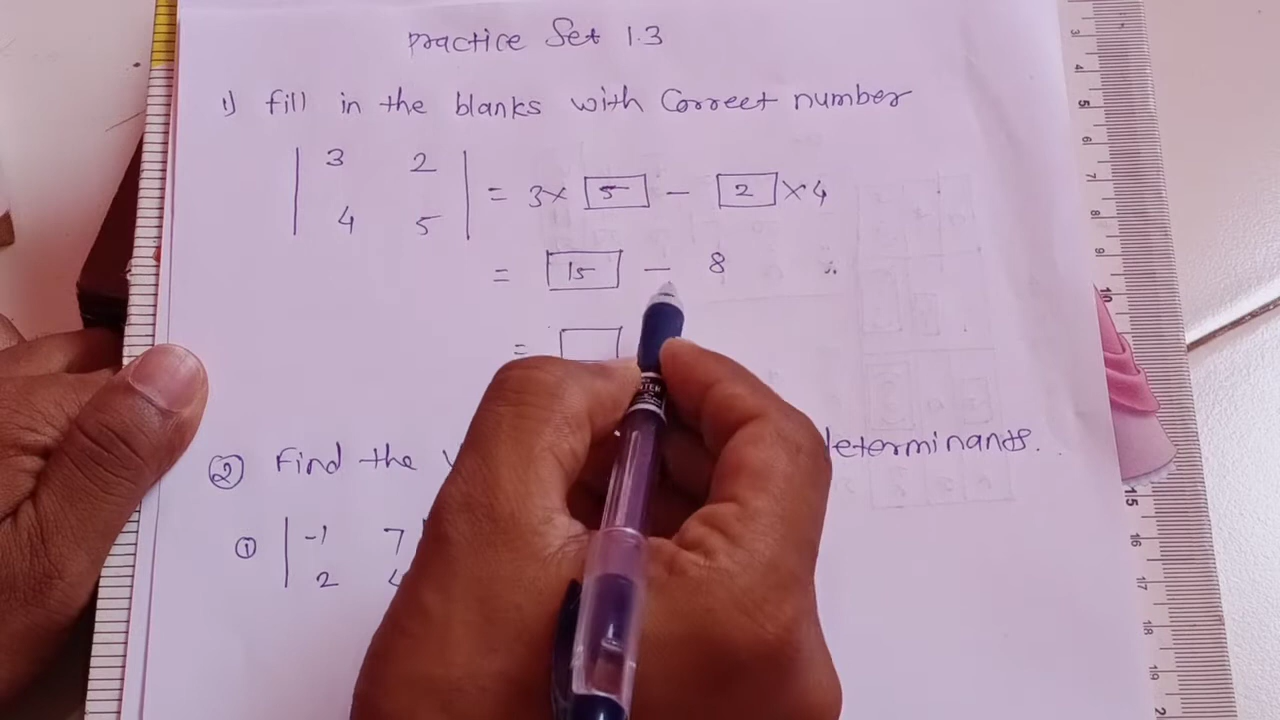 Practice Set 1.3
1) fill in the blanks with Correct number
3 2
4 5
= 3× 5 - 2 ×4
= 15 - 8
=
② Find the determinants.
① -1 7
2